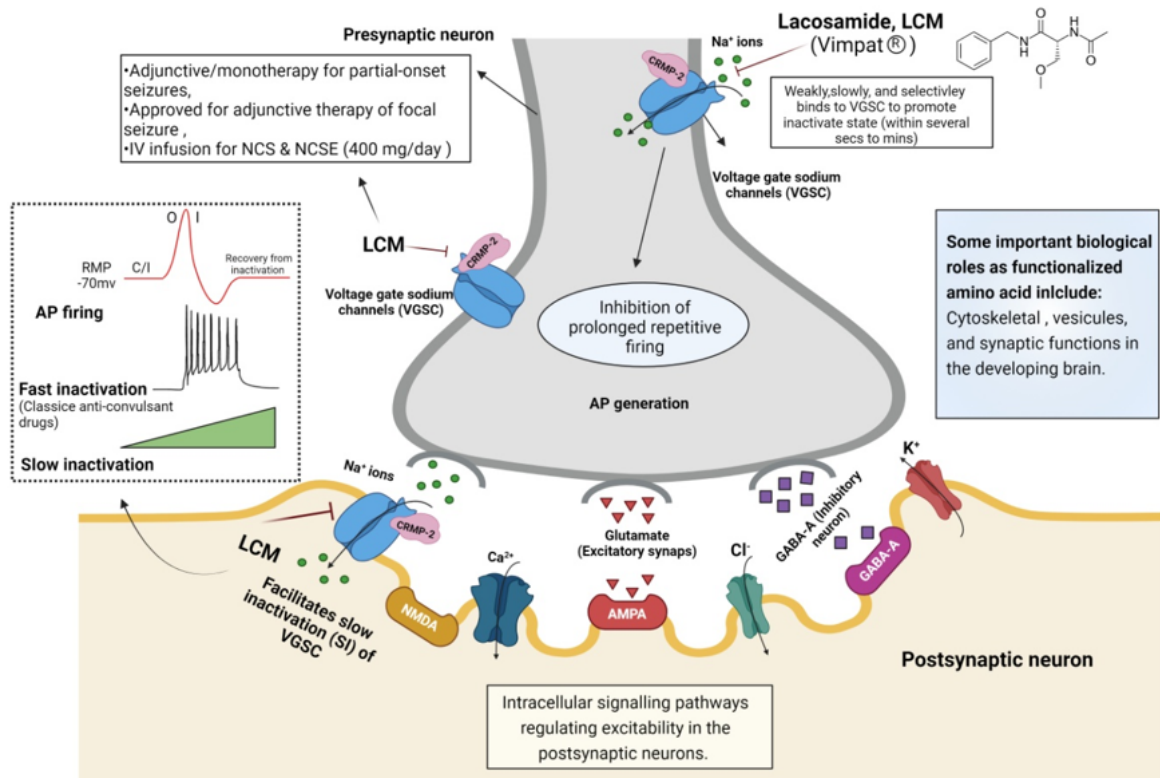 Presynaptic neuron
•Adjunctive/monotherapy for partial-onset
seizures,
•Approved for adjunctive therapy of focal
seizure ,
•IV infusion for NCS & NCSE (400 mg/day )
Na⁺ ions
CRMP-2
Lacosamide, LCM
(Vimpat ®)
O
N
H
H
N
O
O
Weakly,slowly, and selectivley
binds to VGSC to promote
inactivate state (within several
secs to mins)
Voltage gate sodium
channels (VGSC)
LCM
CRMP-2
Voltage gate sodium
channels (VGSC)
Inhibition of
prolonged repetitive
firing
AP generation
O I
RMP
-70mv
C/I
Recovery from
inactivation
AP firing
Fast inactivation
(Classice anti-convulsant
drugs)
Slow inactivation
Some important biological
roles as functionalized
amino acid inlclude:
Cytoskeletal , vesicules,
and synaptic functions in
the developing brain.
Na⁺ ions
CRMP-2
LCM
Facilitates slow
inactivation (SI) of
VGSC
NMDA
Ca²⁺
Glutamate
(Excitatory synaps)
AMPA
Cl⁻
GABA-A (Inhibitory
neuron)
GABA-A
K⁺
Postsynaptic neuron
Intracellular signalling pathways
regulating excitability in the
postsynaptic neurons.